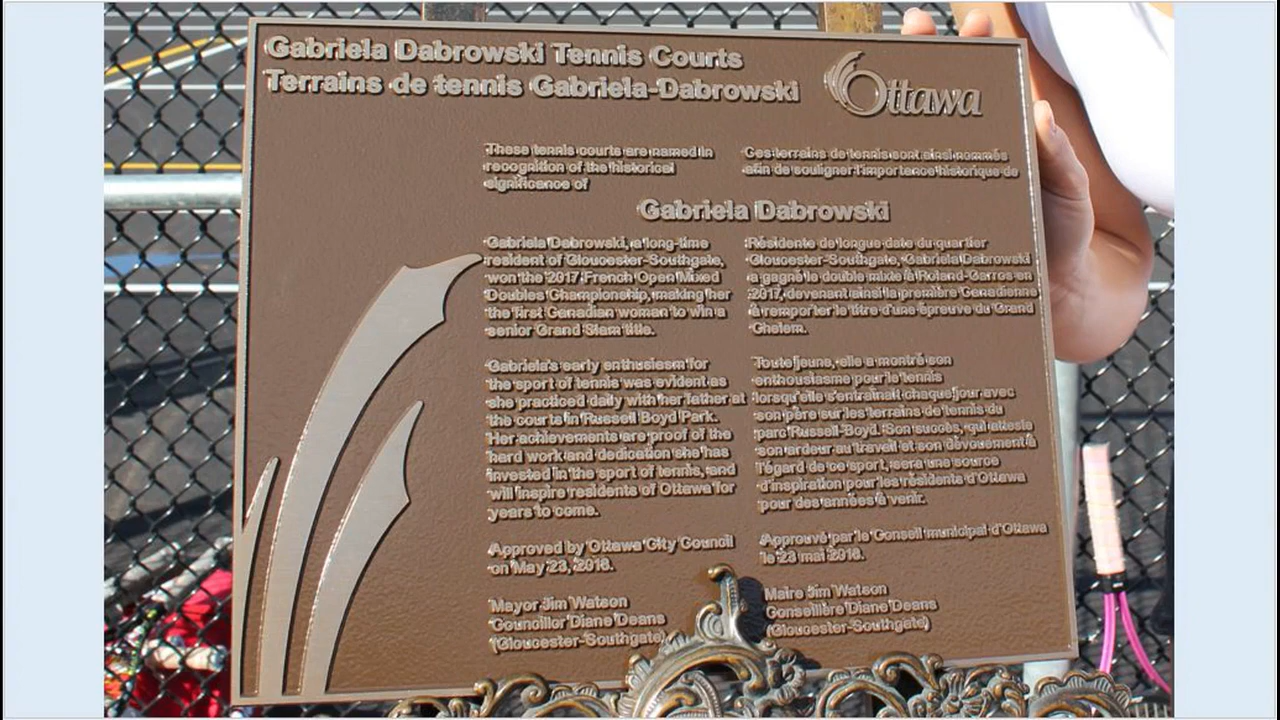 Gabriela Dabrowski Tennis Courts
Terrains de tennis Gabriela-Dabrowski
Ottawa
These tennis courts are named in
recognition of the historical
significance of
Ces terrains de tennis sont ainsi nommés
afin de souligner l'importance historique de
Gabriela Dabrowski
Gabriela Dabrowski, a long-time
resident of Gloucester-Southgate,
won the 2017 French Open Mixed
Doubles Championship, making her
the first Canadian woman to win a
senior Grand Slam title.
Gabriela's early enthusiasm for
the sport of tennis was evident as
she practiced daily with her father at
the courts in Russell Boyd Park.
Her achievements are proof of the
hard work and dedication she has
invested in the sport of tennis, and
will inspire residents of Ottawa for
years to come.
Approved by Ottawa City Council
on May 23, 2018.
Mayor Jim Watson
Councillor Diane Deans
(Gloucester-Southgate)
Résidente de longue date du quartier
Gloucester-Southgate, Gabriela Dabrowski
a gagné le double mixte à Roland-Garros en
2017, devenant ainsi la première Canadienne
à remporter le titre d'une épreuve du Grand
Chelem.
Toute jeune, elle a montré son
enthousiasme pour le tennis
lorsqu'elle s'entraînait chaque jour avec
son père sur les terrains de tennis du
parc Russell-Boyd. Son succès, qui atteste
son ardeur au travail et son dévouement à
l'égard de ce sport, sera une source
d'inspiration pour les résidents d'Ottawa
pour des années à venir.
Approuvé par le Conseil municipal d'Ottawa
le 23 mai 2018.
Maire Jim Watson
Conseillère Diane Deans
(Gloucester-Southgate)